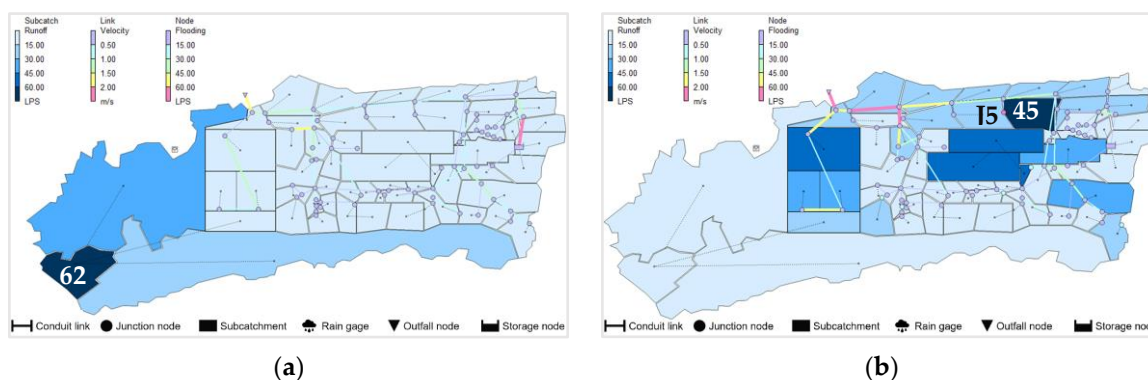 Subcatch Link Node
Runoff Velocity Flooding
15.00 0.50 15.00
30.00 1.00 30.00
45.00 1.50 45.00
60.00 2.00 60.00
LPS m/s LPS
62
Conduit link Junction node Subcatchment Rain gage Outfall node Storage node
(a)
Subcatch Link Node
Runoff Velocity Flooding
15.00 0.50 15.00
30.00 1.00 30.00
45.00 1.50 45.00
60.00 2.00 60.00
LPS m/s LPS
J5 45
Conduit link Junction node Subcatchment Rain gage Outfall node Storage nod
(b)